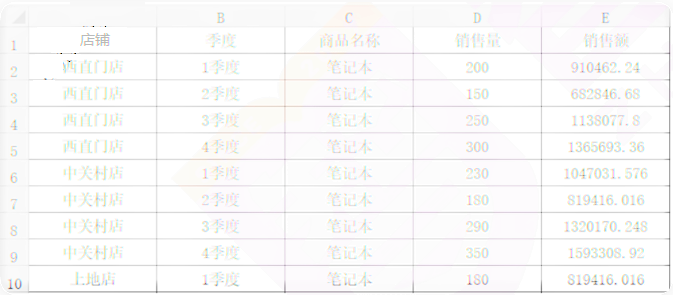 B C D E
1 店铺 季度 商品名称 销售量 销售额
2 西直门店 1季度 笔记本 200 910462.24
3 西直门店 2季度 笔记本 150 682846.68
4 西直门店 3季度 笔记本 250 1138077.8
5 西直门店 4季度 笔记本 300 1365693.36
6 中关村店 1季度 笔记本 230 1047031.576
7 中关村店 2季度 笔记本 180 819416.016
8 中关村店 3季度 笔记本 290 1320170.248
9 中关村店 4季度 笔记本 350 1593308.92
10 上地店 1季度 笔记本 180 819416.016